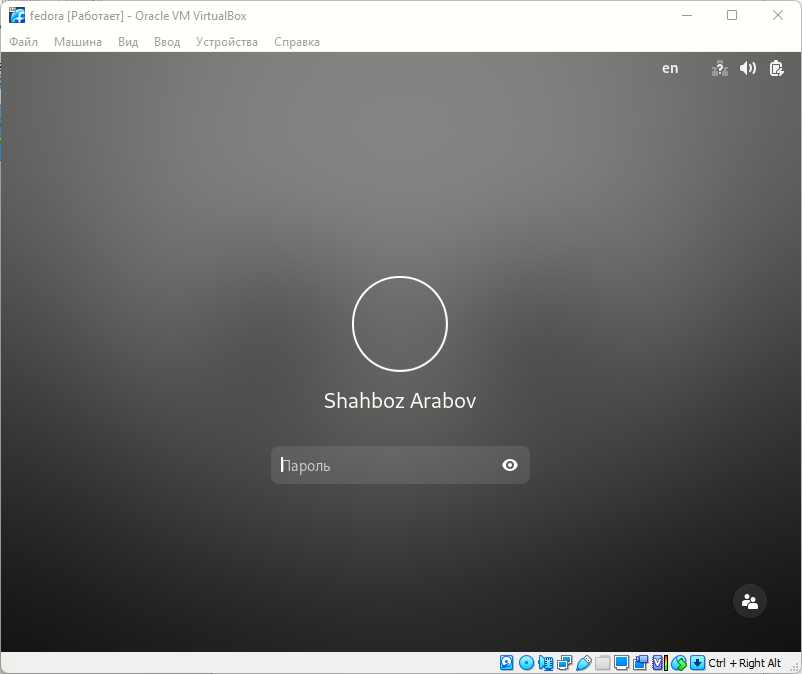 fedora [Работает] - Oracle VM VirtualBox
Файл Машина Вид Ввод Устройства Справка
en
Shahboz Arabov
Пароль
Ctrl + Right Alt